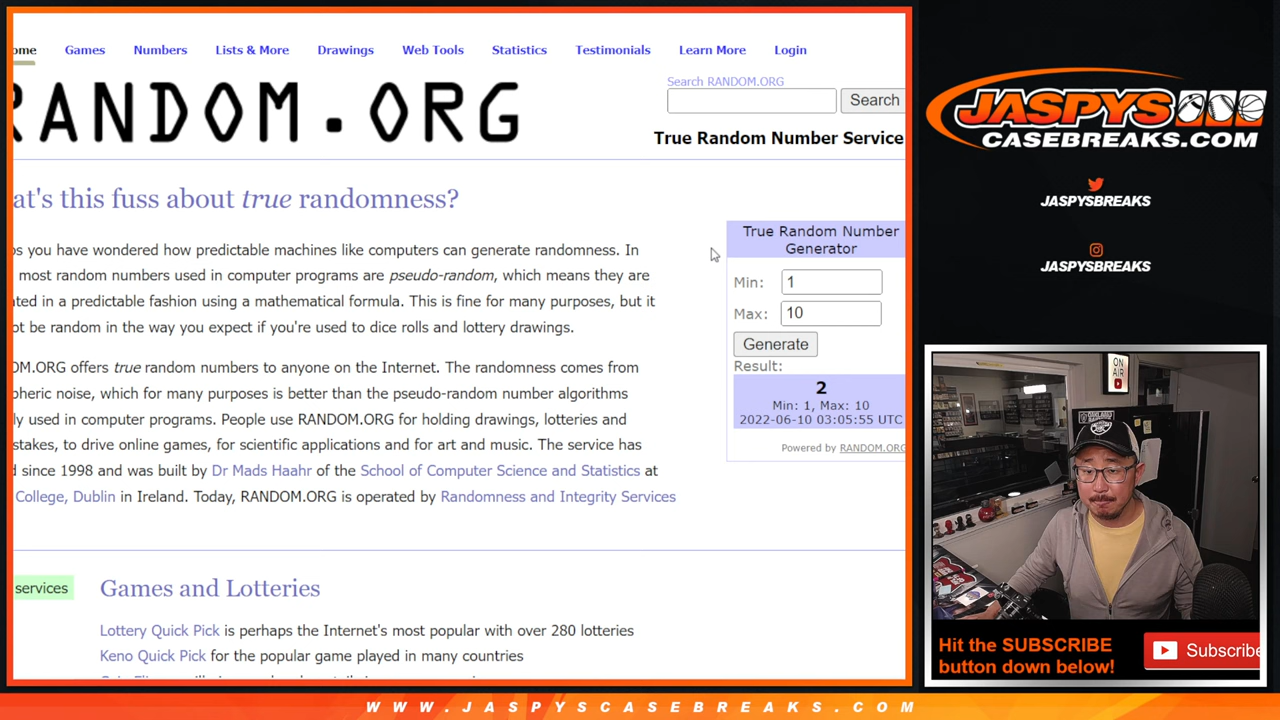 ome Games Numbers Lists & More Drawings Web Tools Statistics Testimonials Learn More Login
RANDOM.ORG
Search RANDOM.ORG
Search
True Random Number Service
at's this fuss about true randomness?
ps you have wondered how predictable machines like computers can generate randomness. In
most random numbers used in computer programs are pseudo-random, which means they are
ted in a predictable fashion using a mathematical formula. This is fine for many purposes, but it
ot be random in the way you expect if you're used to dice rolls and lottery drawings.
OM.ORG offers true random numbers to anyone on the Internet. The randomness comes from
pheric noise, which for many purposes is better than the pseudo-random number algorithms
ly used in computer programs. People use RANDOM.ORG for holding drawings, lotteries and
stakes, to drive online games, for scientific applications and for art and music. The service has
d since 1998 and was built by Dr Mads Haahr of the School of Computer Science and Statistics at
College, Dublin in Ireland. Today, RANDOM.ORG is operated by Randomness and Integrity Services
True Random Number
Generator
Min: 1
Max: 10
Generate
Result:
2
Min: 1, Max: 10
2022-06-10 03:05:55 UTC
Powered by RANDOM.ORG
services
Games and Lotteries
Lottery Quick Pick is perhaps the Internet's most popular with over 280 lotteries
Keno Quick Pick for the popular game played in many countries
JASPYS
CASEBREAKS.COM
JASPYSBREAKS
JASPYSBREAKS
ON
AIR
Hit the SUBSCRIBE
button down below!
Subscribe
WWW.JASPYSCASEBREAKS.COM